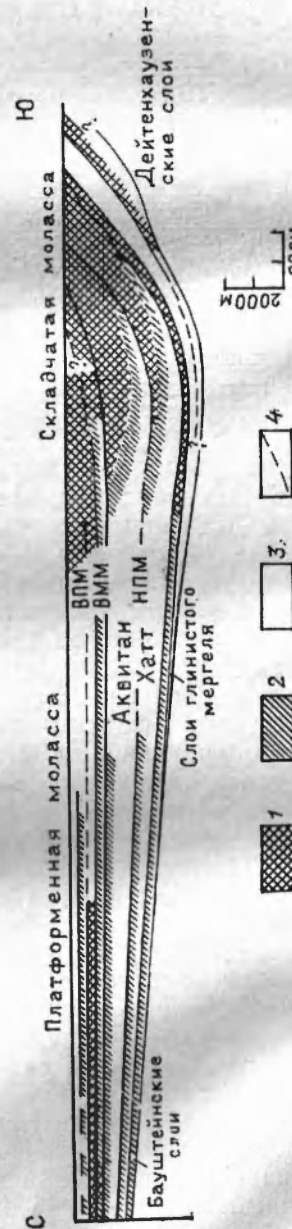 С
Ю
Платформенная моласса
Складчатая моласса
ВПМ
ВММ
?
Аквитан
Хатт
НПМ
?
?
Бауштейнские
слои
Слои глинистого
мергеля
Дейтенхаузен-
ские слои
2000м
1
2
3
4